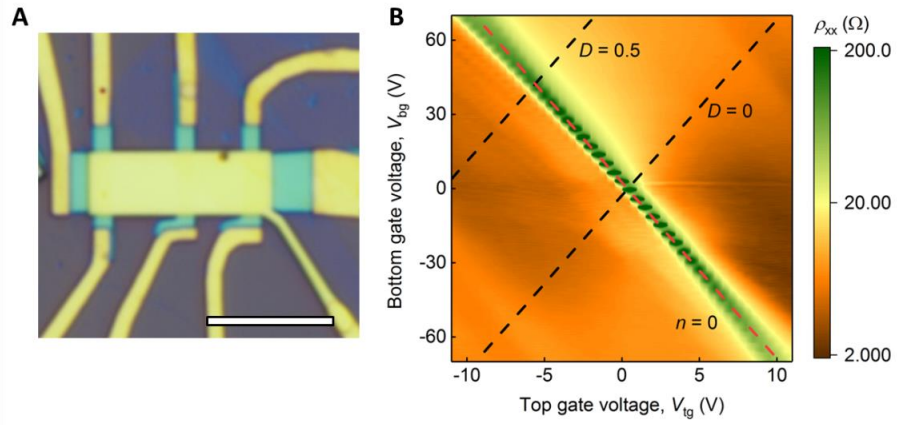 A
B
ρxx (Ω)
60
30
0
-30
-60
Bottom gate voltage, Vbg (V)
D = 0.5
D = 0
n = 0
200.0
20.00
2.000
-10
-5
0
5
10
Top gate voltage, Vtg (V)